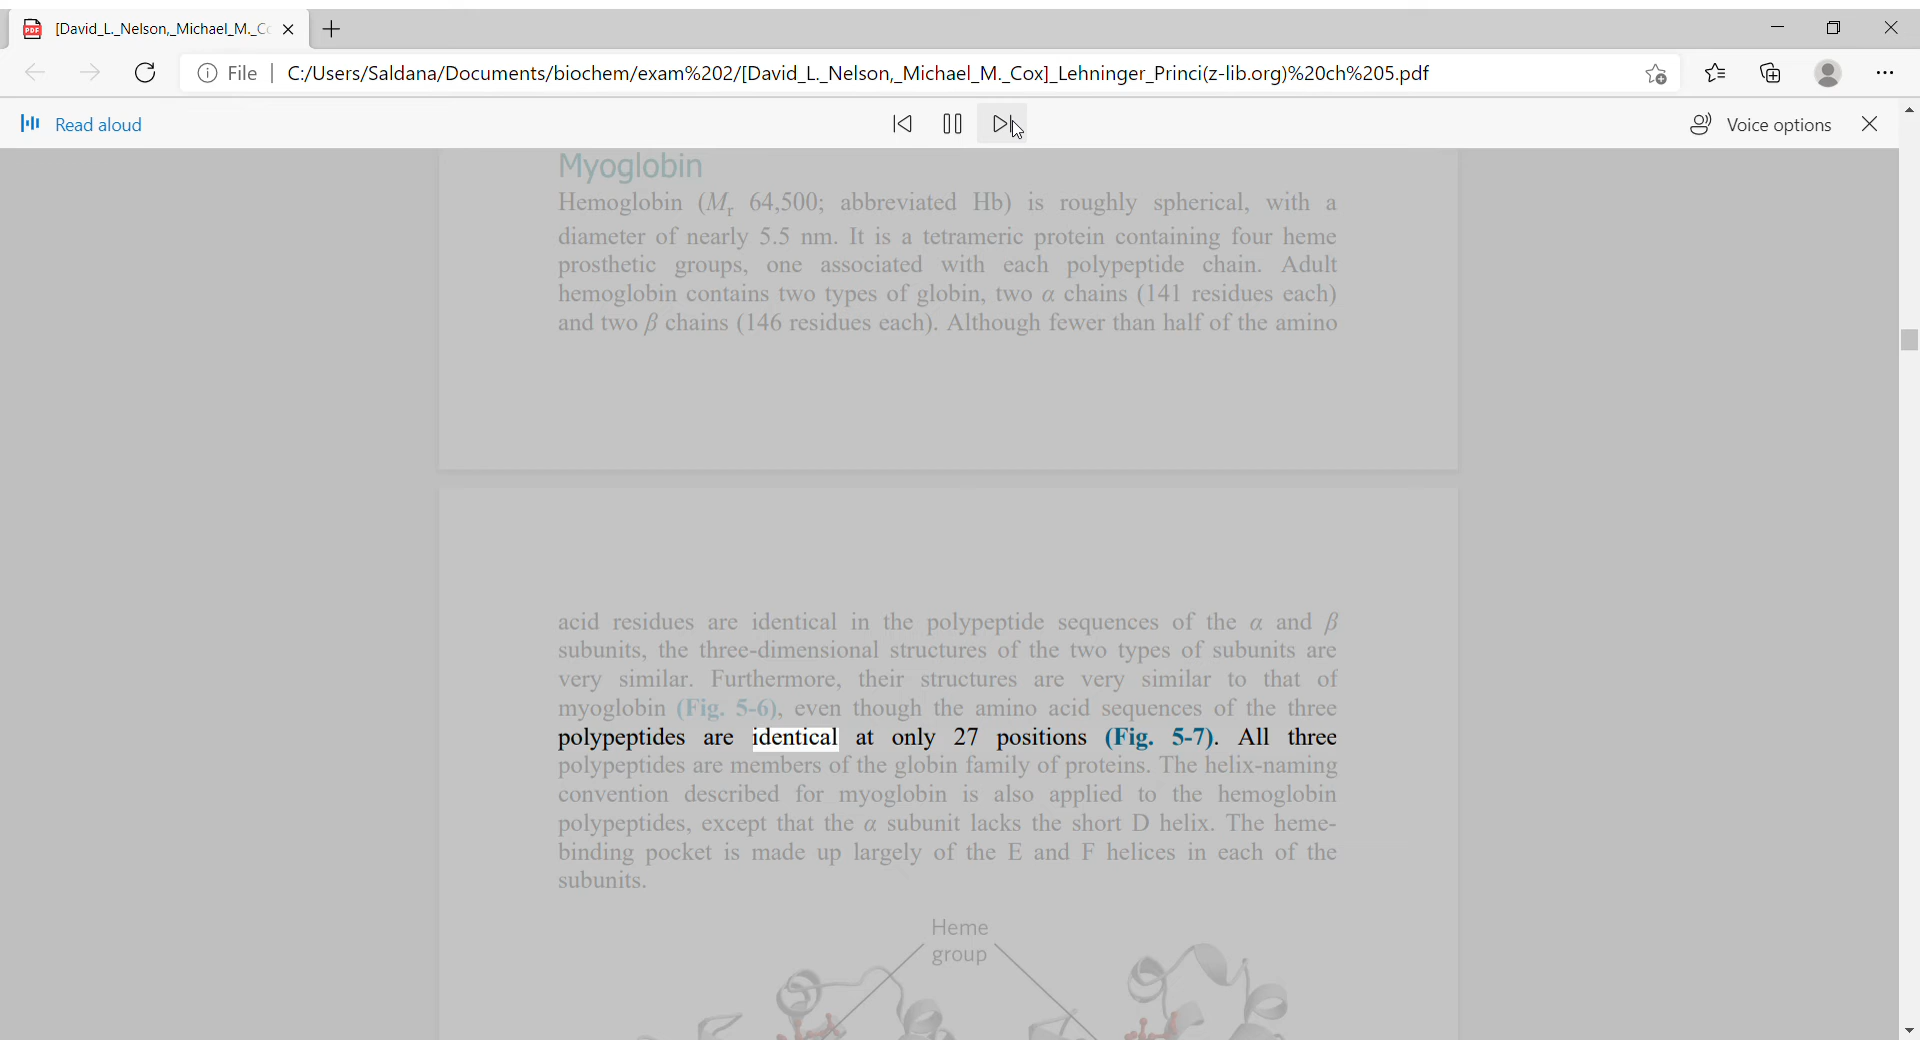 [David_L._Nelson,_Michael_M._Co
File | C:/Users/Saldana/Documents/biochem/exam%202/[David_L._Nelson,_Michael_M._Cox]_Lehninger_Princi(z-lib.org)%20ch%205.pdf
Read aloud
Voice options
Myoglobin
Hemoglobin (Mr 64,500; abbreviated Hb) is roughly spherical, with a
diameter of nearly 5.5 nm. It is a tetrameric protein containing four heme
prosthetic groups, one associated with each polypeptide chain. Adult
hemoglobin contains two types of globin, two α chains (141 residues each)
and two β chains (146 residues each). Although fewer than half of the amino
acid residues are identical in the polypeptide sequences of the α and β
subunits, the three-dimensional structures of the two types of subunits are
very similar. Furthermore, their structures are very similar to that of
myoglobin (Fig. 5-6), even though the amino acid sequences of the three
polypeptides are identical at only 27 positions (Fig. 5-7). All three
polypeptides are members of the globin family of proteins. The helix-naming
convention described for myoglobin is also applied to the hemoglobin
polypeptides, except that the α subunit lacks the short D helix. The heme-
binding pocket is made up largely of the E and F helices in each of the
subunits.
Heme
group